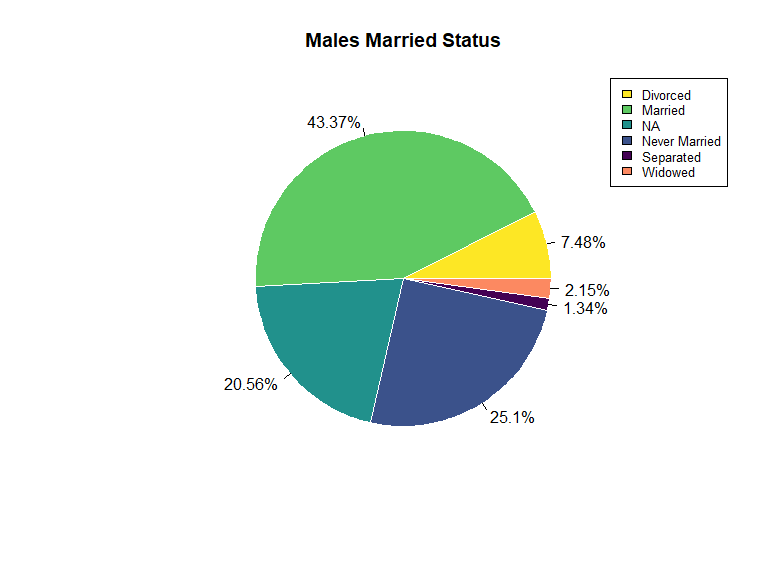 Males Married Status
Divorced
Married
NA
Never Married
Separated
Widowed
43.37%
7.48%
2.15%
1.34%
20.56%
25.1%